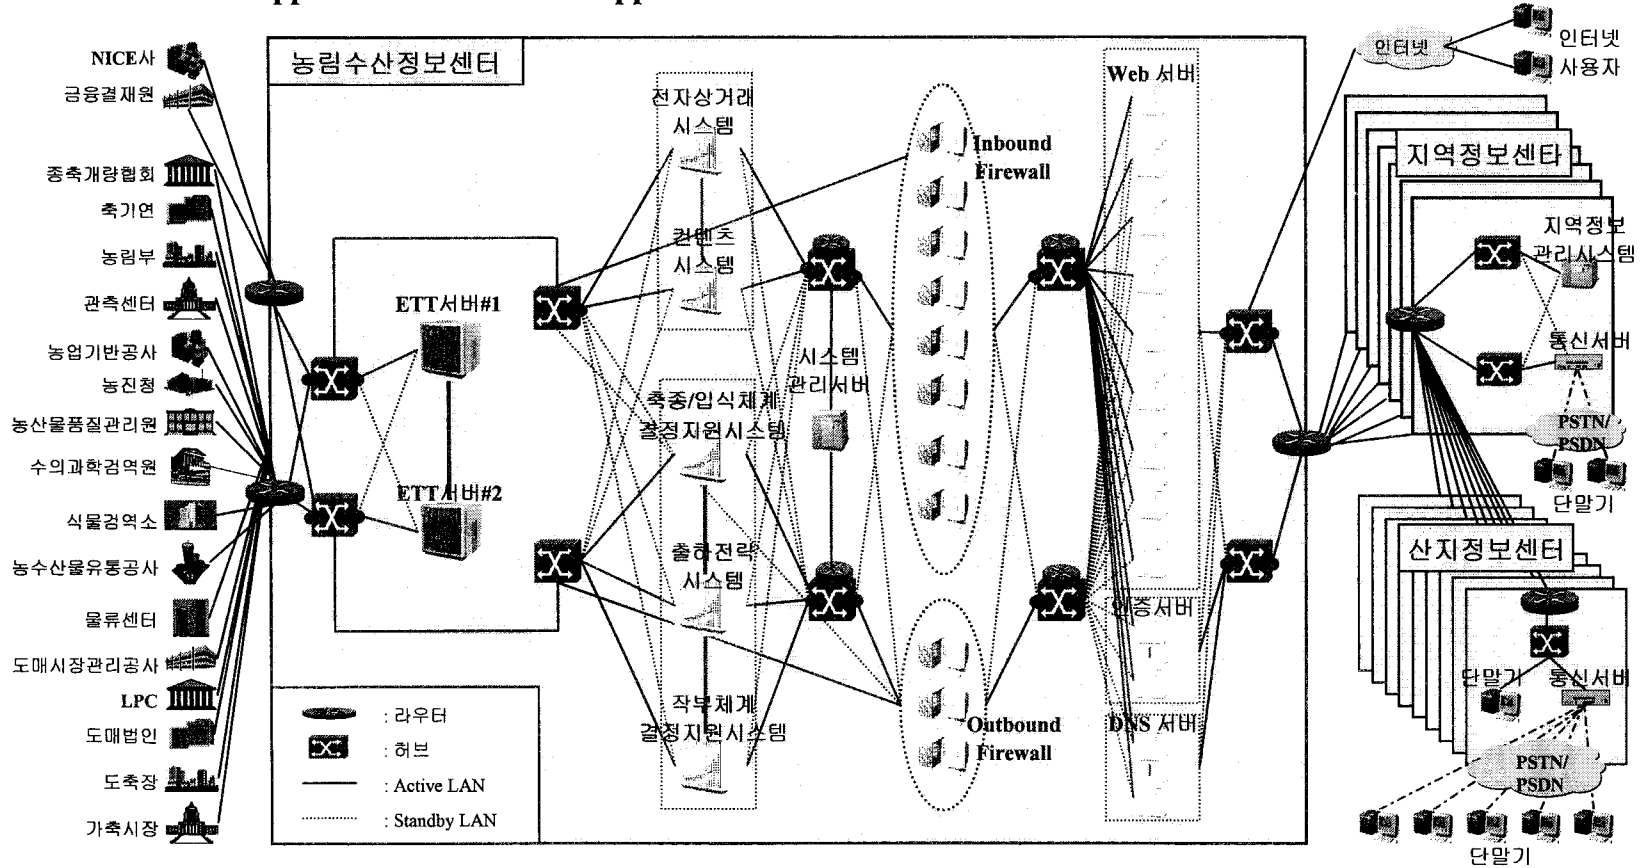 NICE사
금융결재원
종축개량협회
축기연
농림부
관측센터
농업기반공사
농진청
농산물품질관리원
수의과학검역원
식물검역소
농수산물유통공사
물류센터
도매시장관리공사
LPC
도매법인
도축장
가축시장
농림수산정보센터
ETT서버#1
ETT서버#2
전자상거래
시스템
컨텐츠
시스템
축종/입식체계
결정지원시스템
출하전략
시스템
작부체계
결정지원시스템
시스템
관리서버
Inbound
Firewall
Outbound
Firewall
Web 서버
인증서버
DNS 서버
: 라우터
: 허브
: Active LAN
: Standby LAN
인터넷
인터넷
사용자
지역정보센타
지역정보
관리시스템
통신서버
PSTN/
PSDN
단말기
산지정보센터
단말기
통신서버
PSTN/
PSDN
단말기